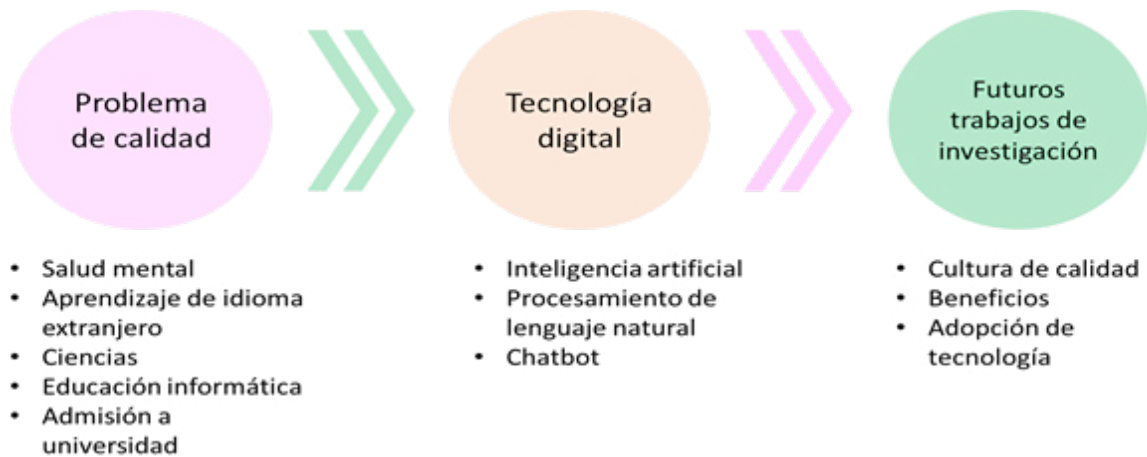 Problema
de calidad
Tecnología
digital
Futuros
trabajos de
investigación
• Salud mental
• Aprendizaje de idioma
extranjero
• Ciencias
• Educación informática
• Admisión a
universidad
• Inteligencia artificial
• Procesamiento de
lenguaje natural
• Chatbot
• Cultura de calidad
• Beneficios
• Adopción de
tecnología